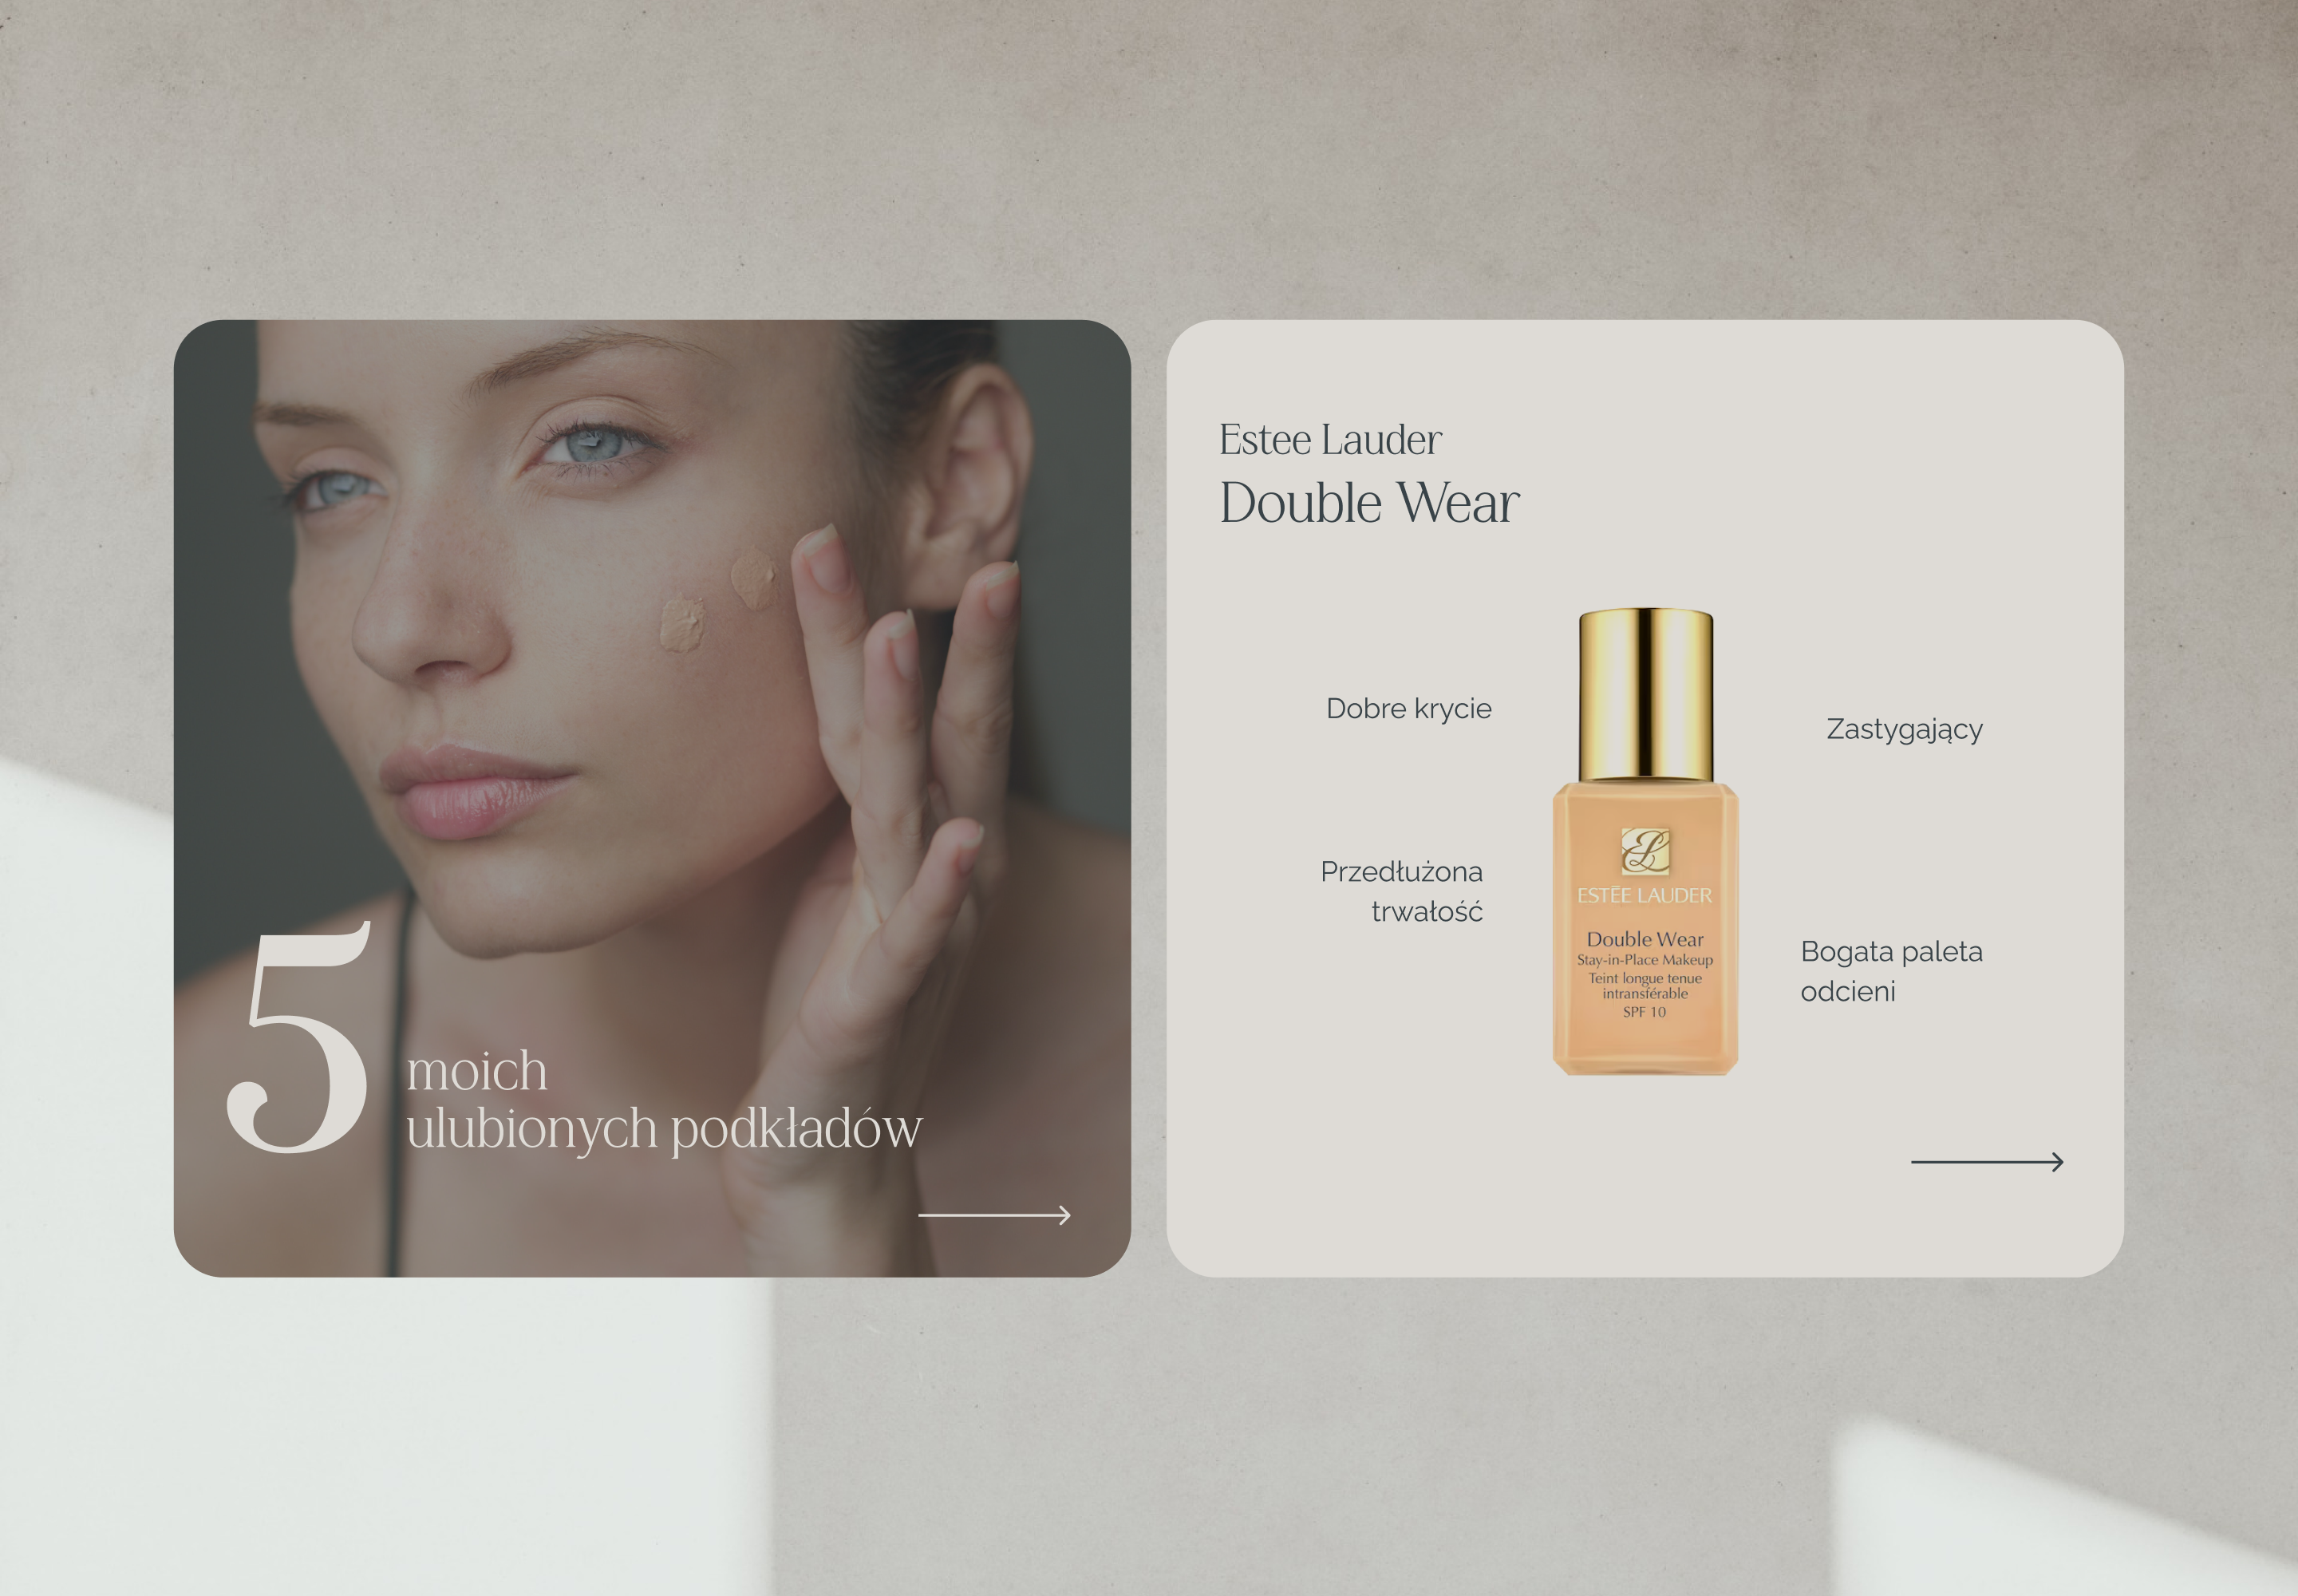 5
moich
ulubionych podkładów
Estee Lauder
Double Wear
Dobre krycie
Zastygający
Przedłużona
trwałość
Bogata paleta
odcieni
ESTĒE LAUDER
Double Wear
Stay-in-Place Makeup
Teint longue tenue
intransférable
SPF 10